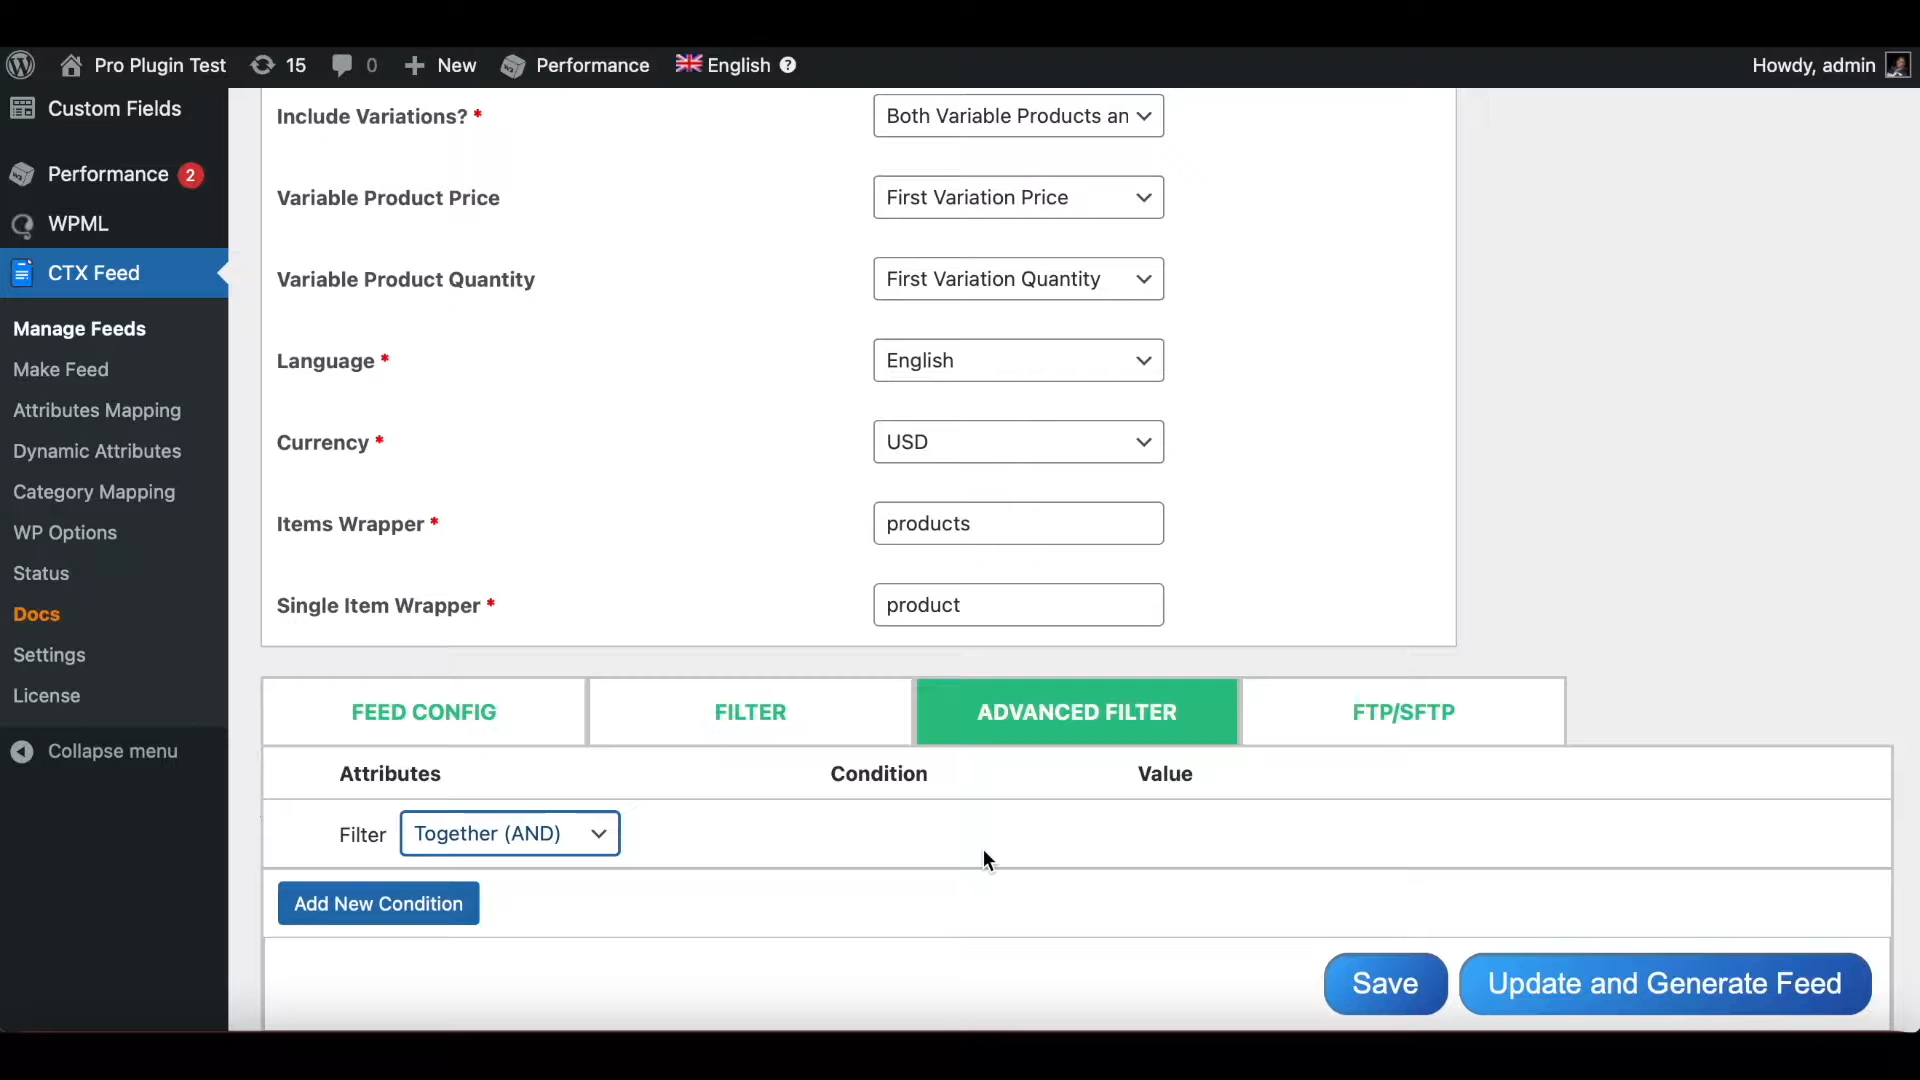 Pro Plugin Test 15 0 New Performance English ? Howdy, admin
Custom Fields
Performance 2
WPML
CTX Feed
Manage Feeds
Make Feed
Attributes Mapping
Dynamic Attributes
Category Mapping
WP Options
Status
Docs
Settings
License
Collapse menu
Include Variations? * Both Variable Products an
Variable Product Price First Variation Price
Variable Product Quantity First Variation Quantity
Language * English
Currency * USD
Items Wrapper * products
Single Item Wrapper * product
FEED CONFIG FILTER ADVANCED FILTER FTP/SFTP
Attributes Condition Value
Filter Together (AND)
Add New Condition
Save Update and Generate Feed